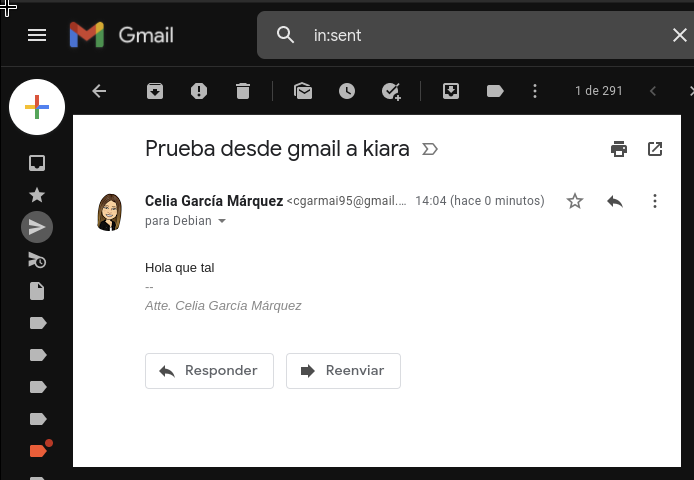 Gmail
in:sent
1 de 291
Prueba desde gmail a kiara
Celia García Márquez <cgarmai95@gmail.... 14:04 (hace 0 minutos)
para Debian
Hola que tal
--
Atte. Celia García Márquez
Responder
Reenviar